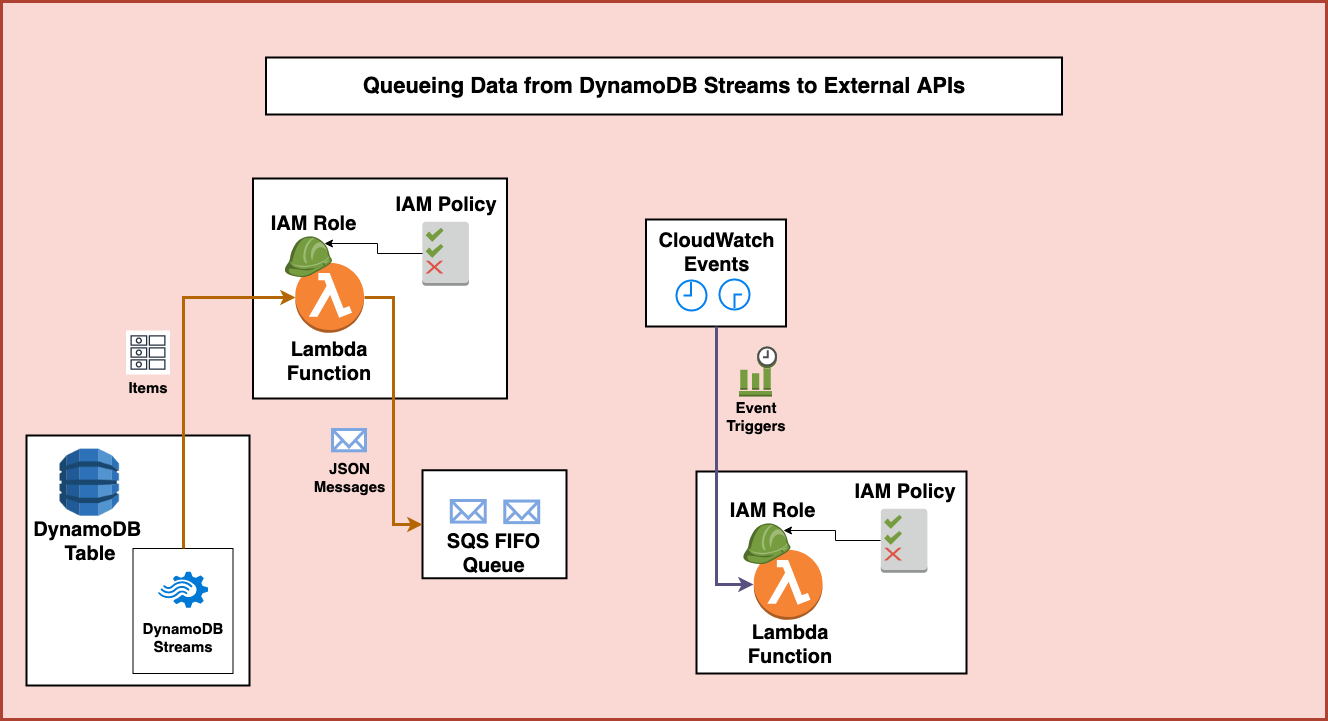 Queueing Data from DynamoDB Streams to External APIs
IAM Policy
IAM Role
Lambda
Function
Items
JSON
Messages
DynamoDB
Table
DynamoDB
Streams
SQS FIFO
Queue
CloudWatch
Events
Event
Triggers
IAM Policy
IAM Role
Lambda
Function